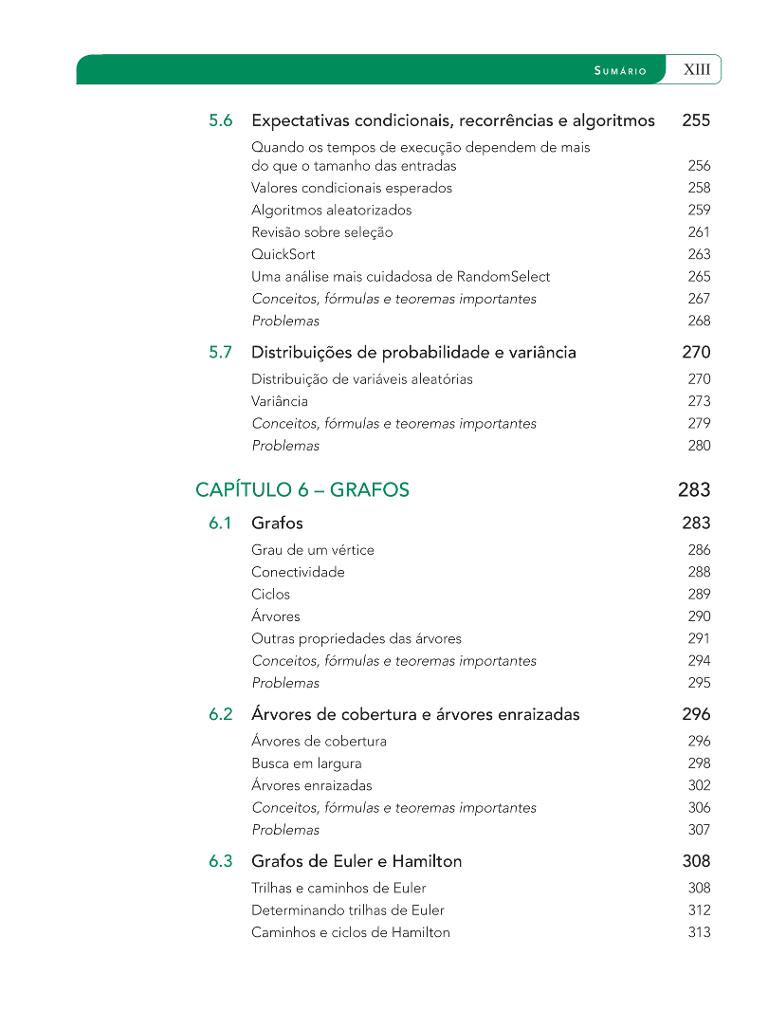 SUMÁRIO XIII
5.6 Expectativas condicionais, recorrências e algoritmos 255
Quando os tempos de execução dependem de mais
do que o tamanho das entradas 256
Valores condicionais esperados 258
Algoritmos aleatorizados 259
Revisão sobre seleção 261
QuickSort 263
Uma análise mais cuidadosa de RandomSelect 265
Conceitos, fórmulas e teoremas importantes 267
Problemas 268
5.7 Distribuições de probabilidade e variância 270
Distribuição de variáveis aleatórias 270
Variância 273
Conceitos, fórmulas e teoremas importantes 279
Problemas 280
CAPÍTULO 6 – GRAFOS 283
6.1 Grafos 283
Grau de um vértice 286
Conectividade 288
Ciclos 289
Árvores 290
Outras propriedades das árvores 291
Conceitos, fórmulas e teoremas importantes 294
Problemas 295
6.2 Árvores de cobertura e árvores enraizadas 296
Árvores de cobertura 296
Busca em largura 298
Árvores enraizadas 302
Conceitos, fórmulas e teoremas importantes 306
Problemas 307
6.3 Grafos de Euler e Hamilton 308
Trilhas e caminhos de Euler 308
Determinando trilhas de Euler 312
Caminhos e ciclos de Hamilton 313